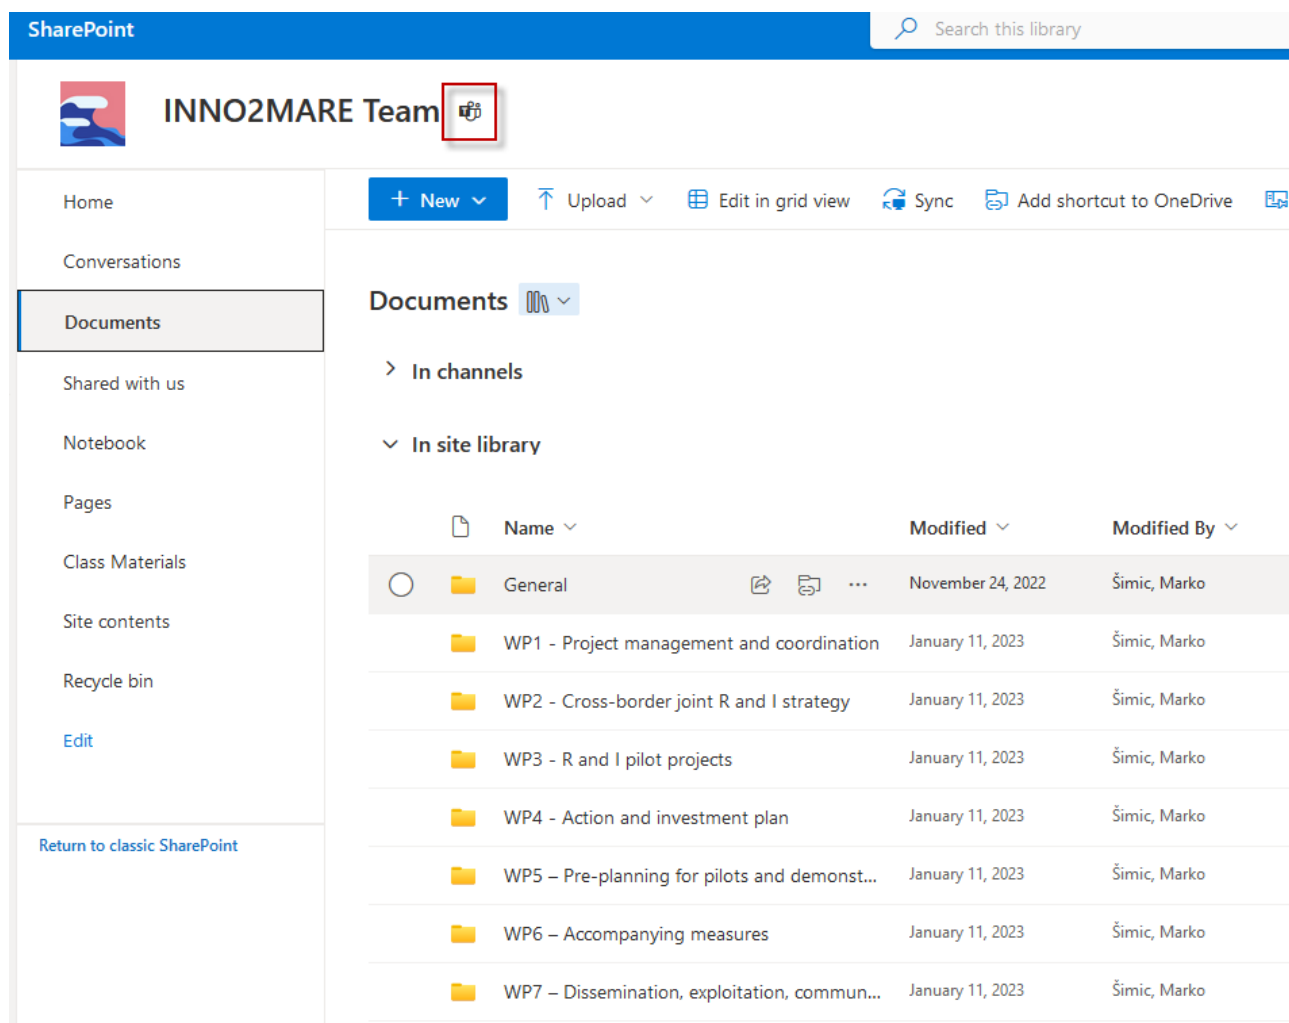 SharePoint
Search this library
INNO2MARE Team
Home
Conversations
Documents
Shared with us
Notebook
Pages
Class Materials
Site contents
Recycle bin
Edit
Return to classic SharePoint
+ New Upload Edit in grid view Sync Add shortcut to OneDrive
Documents
In channels
In site library
Name Modified Modified By
General ... November 24, 2022 Šimic, Marko
WP1 - Project management and coordination January 11, 2023 Šimic, Marko
WP2 - Cross-border joint R and I strategy January 11, 2023 Šimic, Marko
WP3 - R and I pilot projects January 11, 2023 Šimic, Marko
WP4 - Action and investment plan January 11, 2023 Šimic, Marko
WP5 – Pre-planning for pilots and demonst... January 11, 2023 Šimic, Marko
WP6 – Accompanying measures January 11, 2023 Šimic, Marko
WP7 – Dissemination, exploitation, commun... January 11, 2023 Šimic, Marko